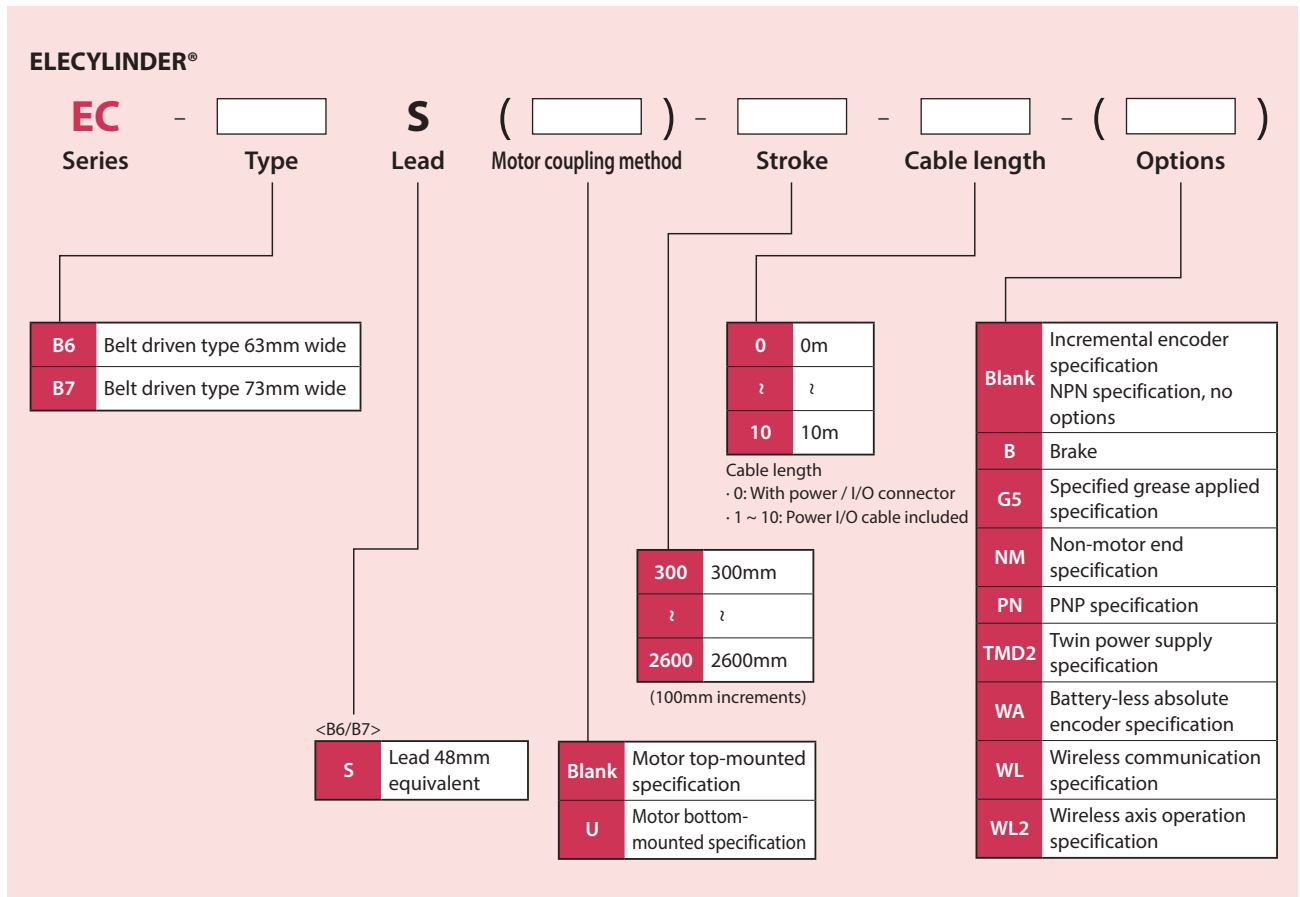 ELECYLINDER®
EC - S ( ) - - - ( )
Series Type Lead Motor coupling method Stroke Cable length Options
B6 Belt driven type 63mm wide
B7 Belt driven type 73mm wide
<B6/B7>
S Lead 48mm
equivalent
Blank Motor top-mounted
specification
U Motor bottom-
mounted specification
300 300mm
~ ~
2600 2600mm
(100mm increments)
0 0m
~ ~
10 10m
Cable length
· 0: With power / I/O connector
· 1 ~ 10: Power I/O cable included
Blank Incremental encoder
specification
NPN specification, no
options
B Brake
G5 Specified grease applied
specification
NM Non-motor end
specification
PN PNP specification
TMD2 Twin power supply
specification
WA Battery-less absolute
encoder specification
WL Wireless communication
specification
WL2 Wireless axis operation
specification